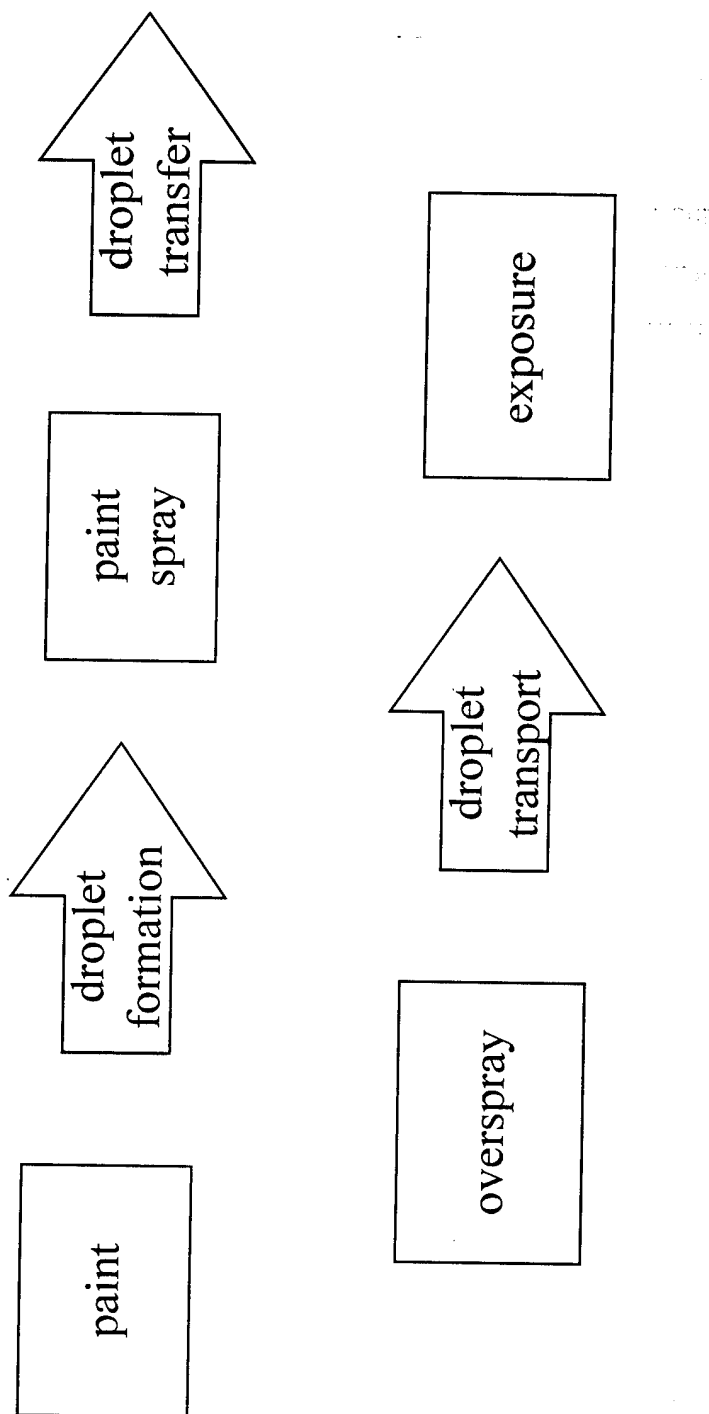 paint
droplet
formation
paint
spray
droplet
transfer
overspray
droplet
transport
exposure